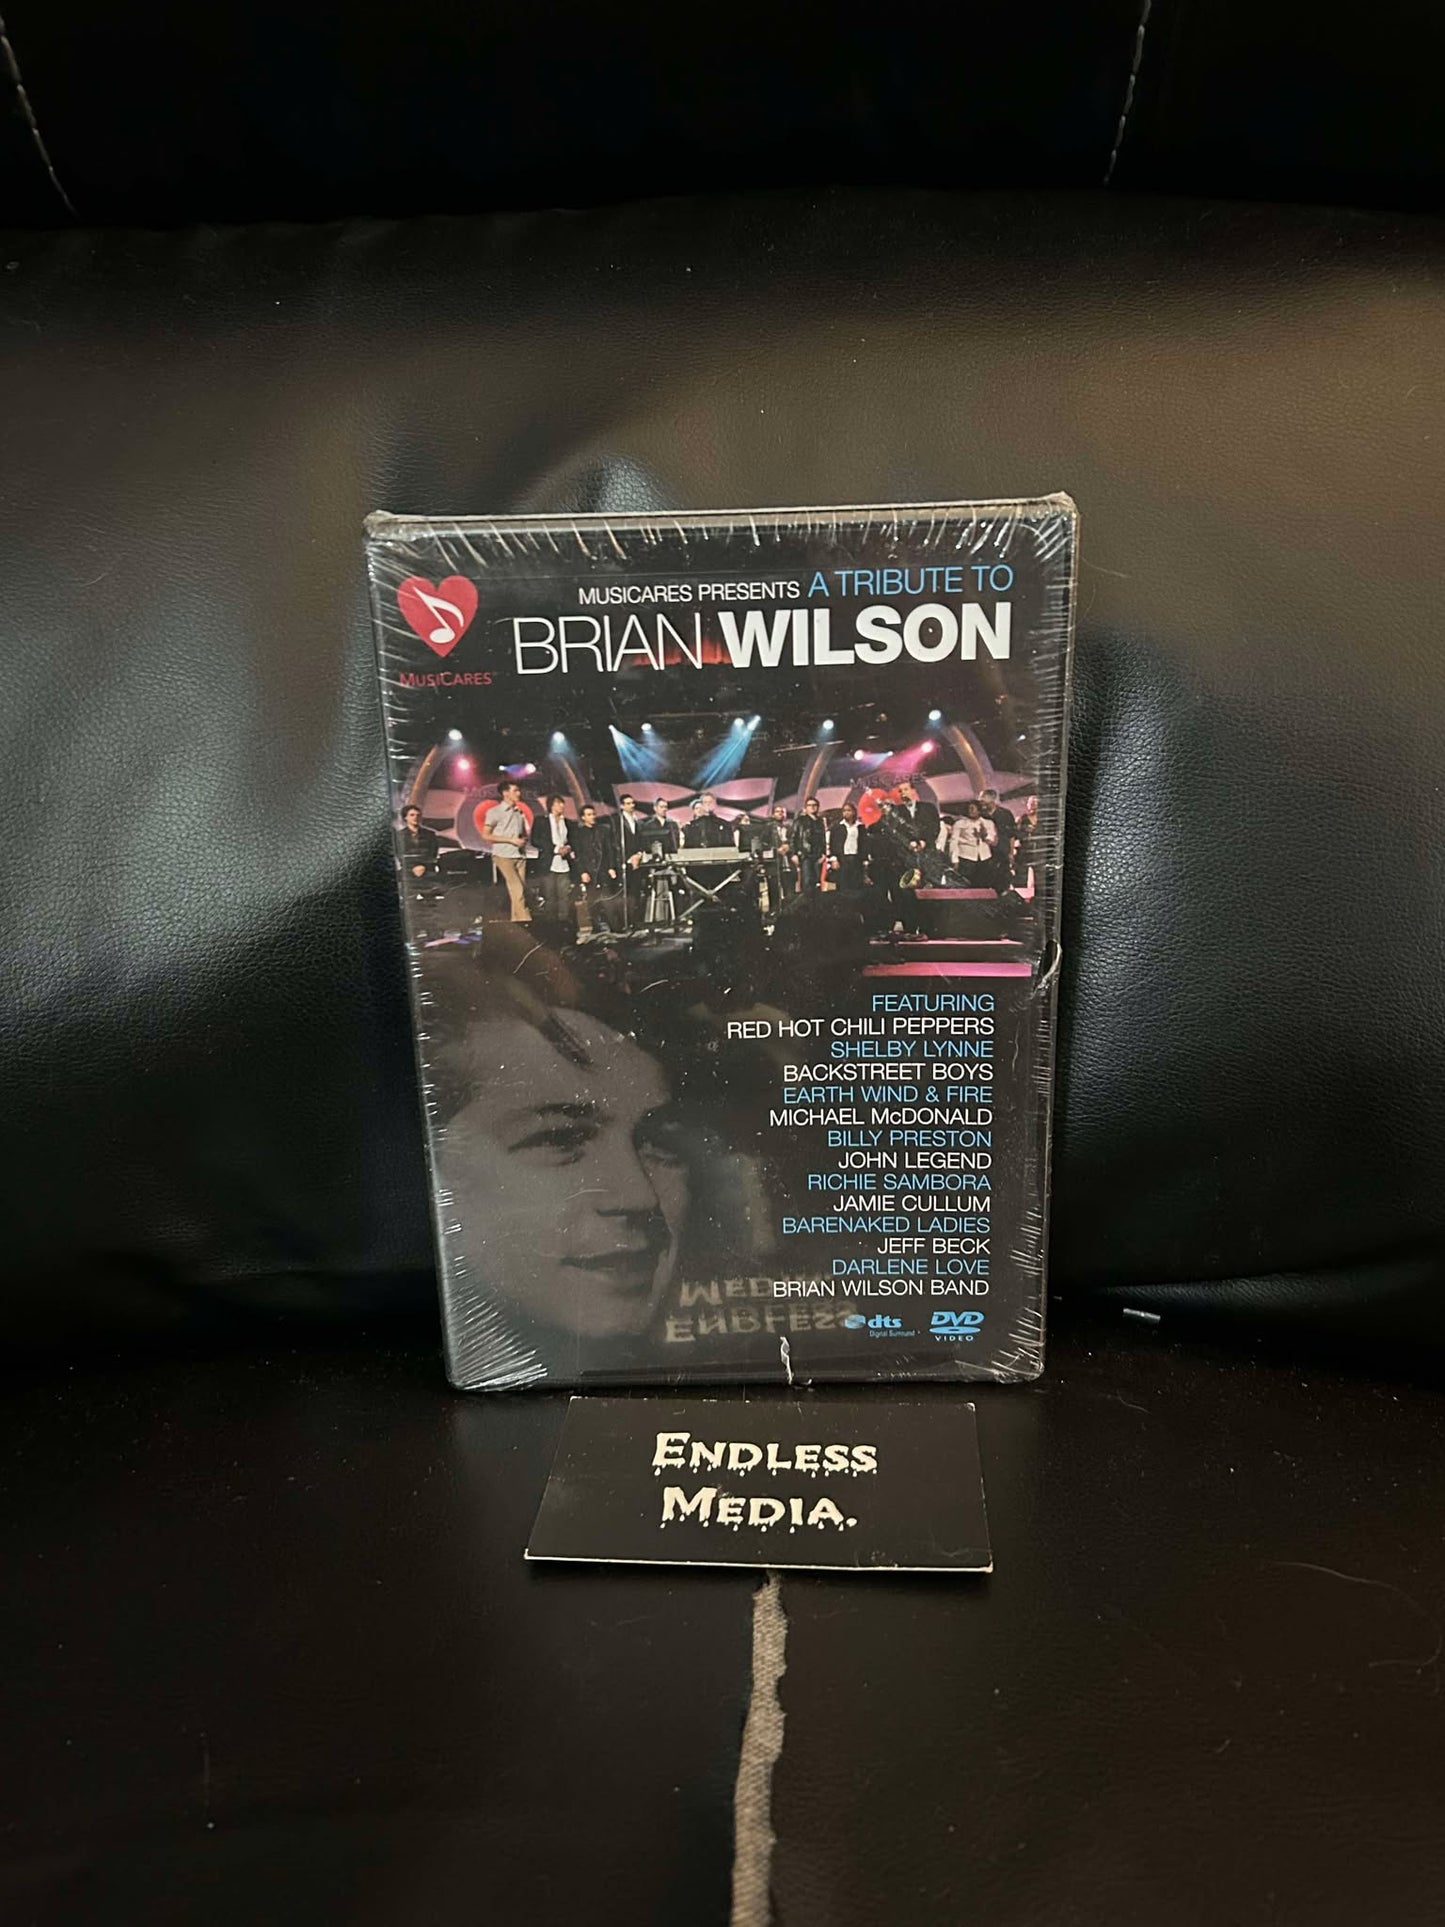 MUSICARES PRESENTS A TRIBUTE TO
BRIAN WILSON
MUSICARES
MUSICARES
FEATURING
RED HOT CHILI PEPPERS
SHELBY LYNNE
BACKSTREET BOYS
EARTH WIND & FIRE
MICHAEL McDONALD
BILLY PRESTON
JOHN LEGEND
RICHIE SAMBORA
JAMIE CULLUM
BARENAKED LADIES
JEFF BECK
DARLENE LOVE
BRIAN WILSON BAND
dts
Digital Surround
DVD
VIDEO
ENDLESS
MEDIA.